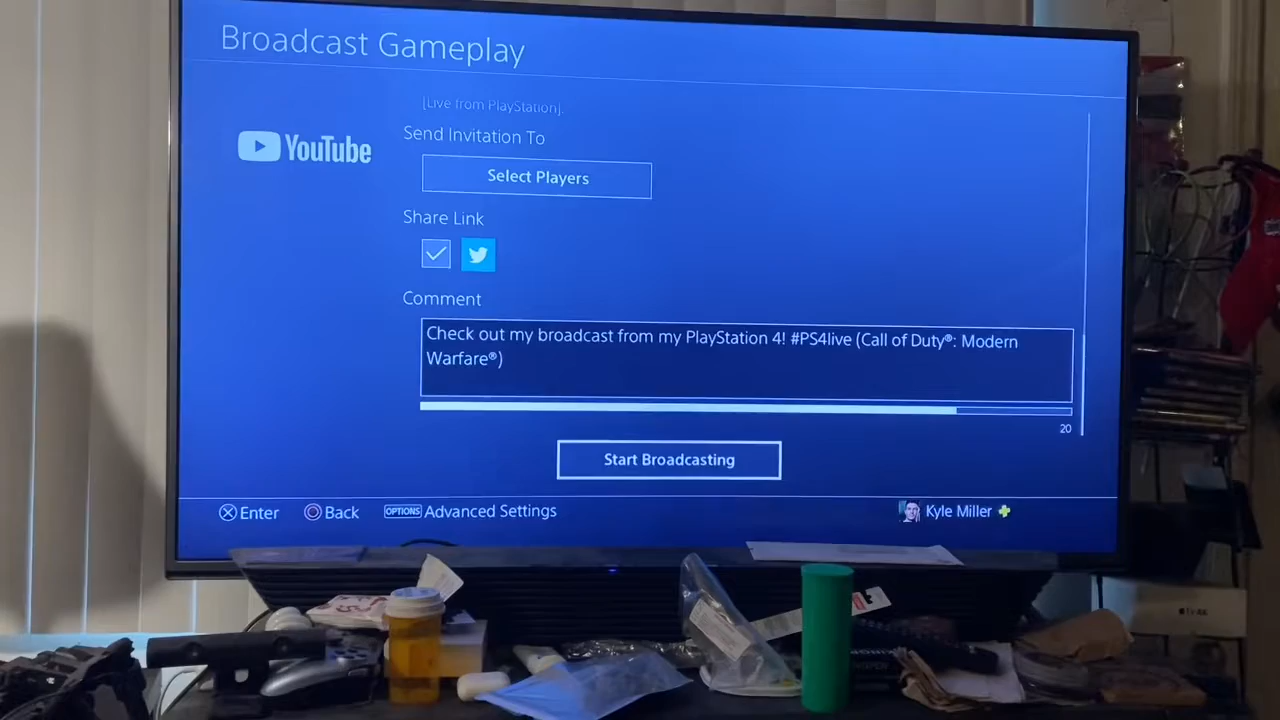 Broadcast Gameplay
[Live from PlayStation].
YouTube
Send Invitation To
Select Players
Share Link
Comment
Check out my broadcast from my PlayStation 4! #PS4live (Call of Duty®: Modern
Warfare®)
20
Start Broadcasting
Enter
Back
OPTIONS Advanced Settings
Kyle Miller